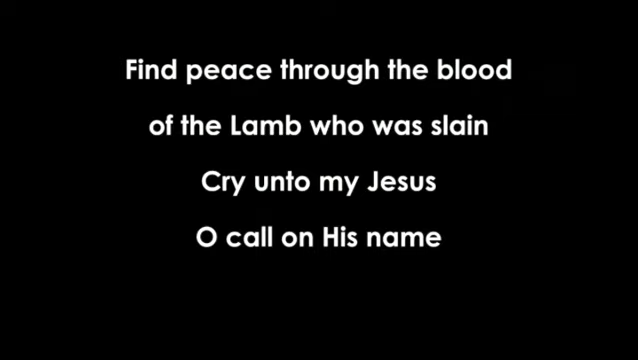 Find peace through the blood
of the Lamb who was slain
Cry unto my Jesus
O call on His name